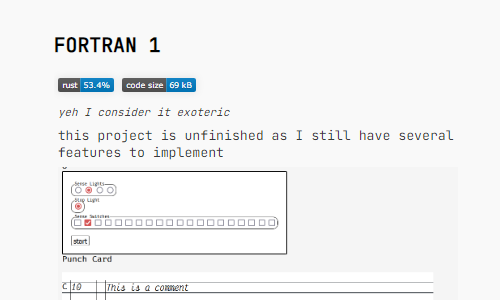 FORTRAN 1
rust 53.4% code size 69 kB
yeh I consider it exoteric
this project is unfinished as I still have several
features to implement
Sense Lights
Stop Light
Sense Switches
start
Punch Card
C 10 This is a comment